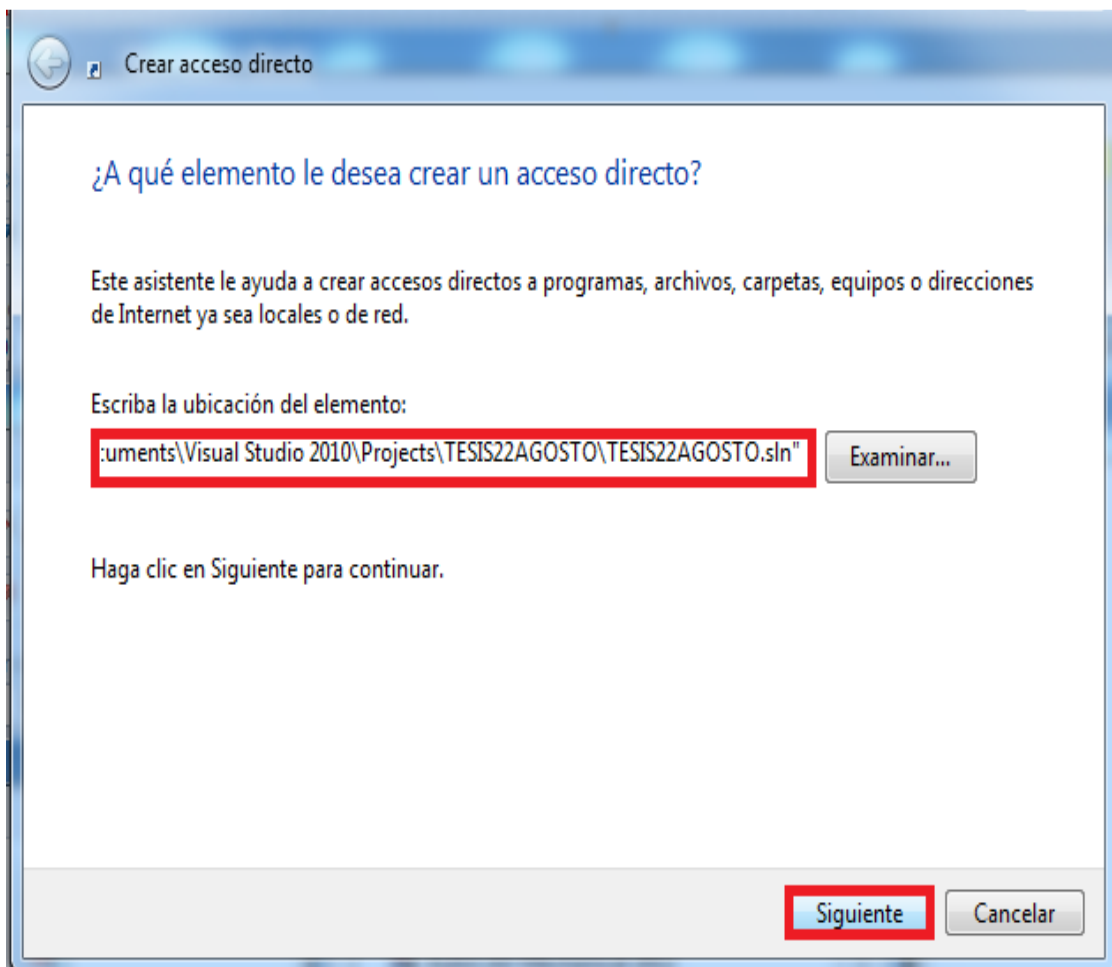 Crear acceso directo
¿A qué elemento le desea crear un acceso directo?
Este asistente le ayuda a crear accesos directos a programas, archivos, carpetas, equipos o direcciones
de Internet ya sea locales o de red.
Escriba la ubicación del elemento:
:uments\Visual Studio 2010\Projects\TESIS22AGOSTO\TESIS22AGOSTO.sln"
Examinar...
Haga clic en Siguiente para continuar.
Siguiente
Cancelar